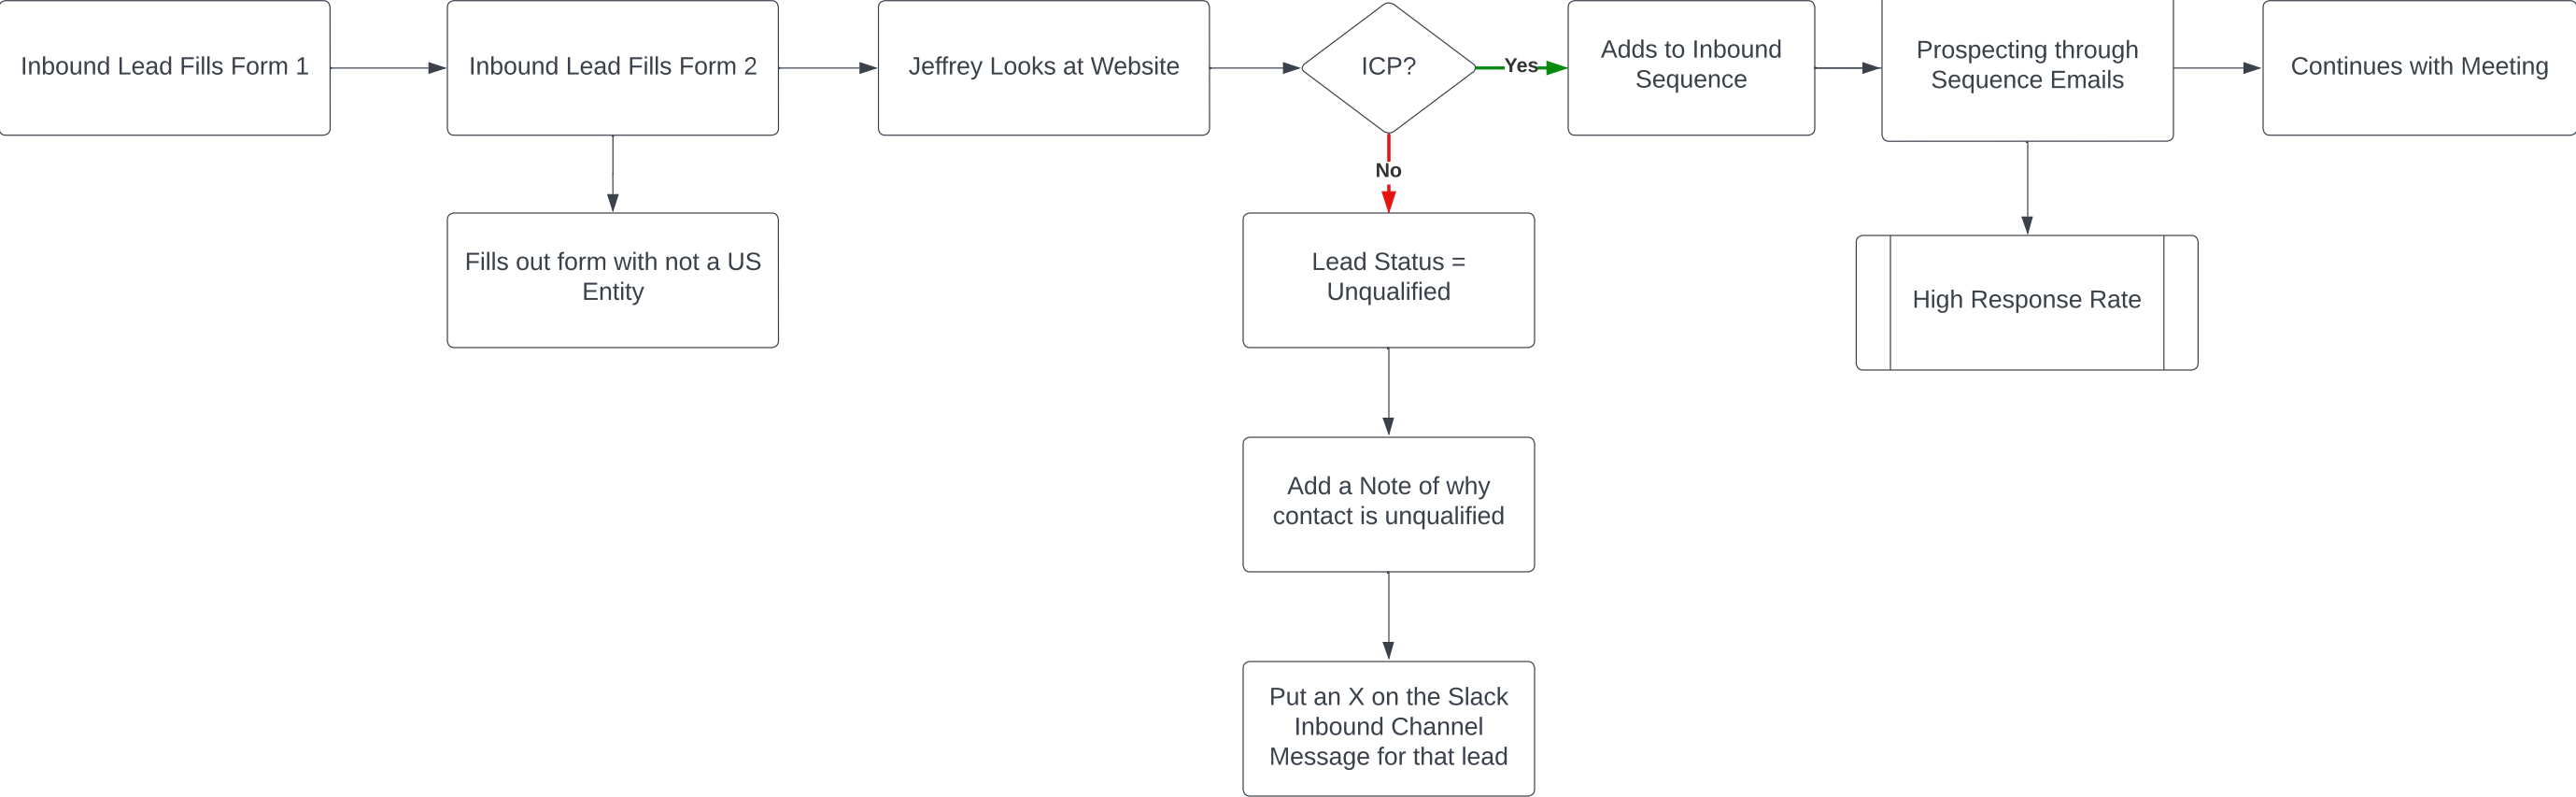 Inbound Lead Fills Form 1
Inbound Lead Fills Form 2
Jeffrey Looks at Website
ICP?
Yes
Adds to Inbound
Sequence
Prospecting through
Sequence Emails
Continues with Meeting
No
Fills out form with not a US
Entity
Lead Status =
Unqualified
High Response Rate
Add a Note of why
contact is unqualified
Put an X on the Slack
Inbound Channel
Message for that lead